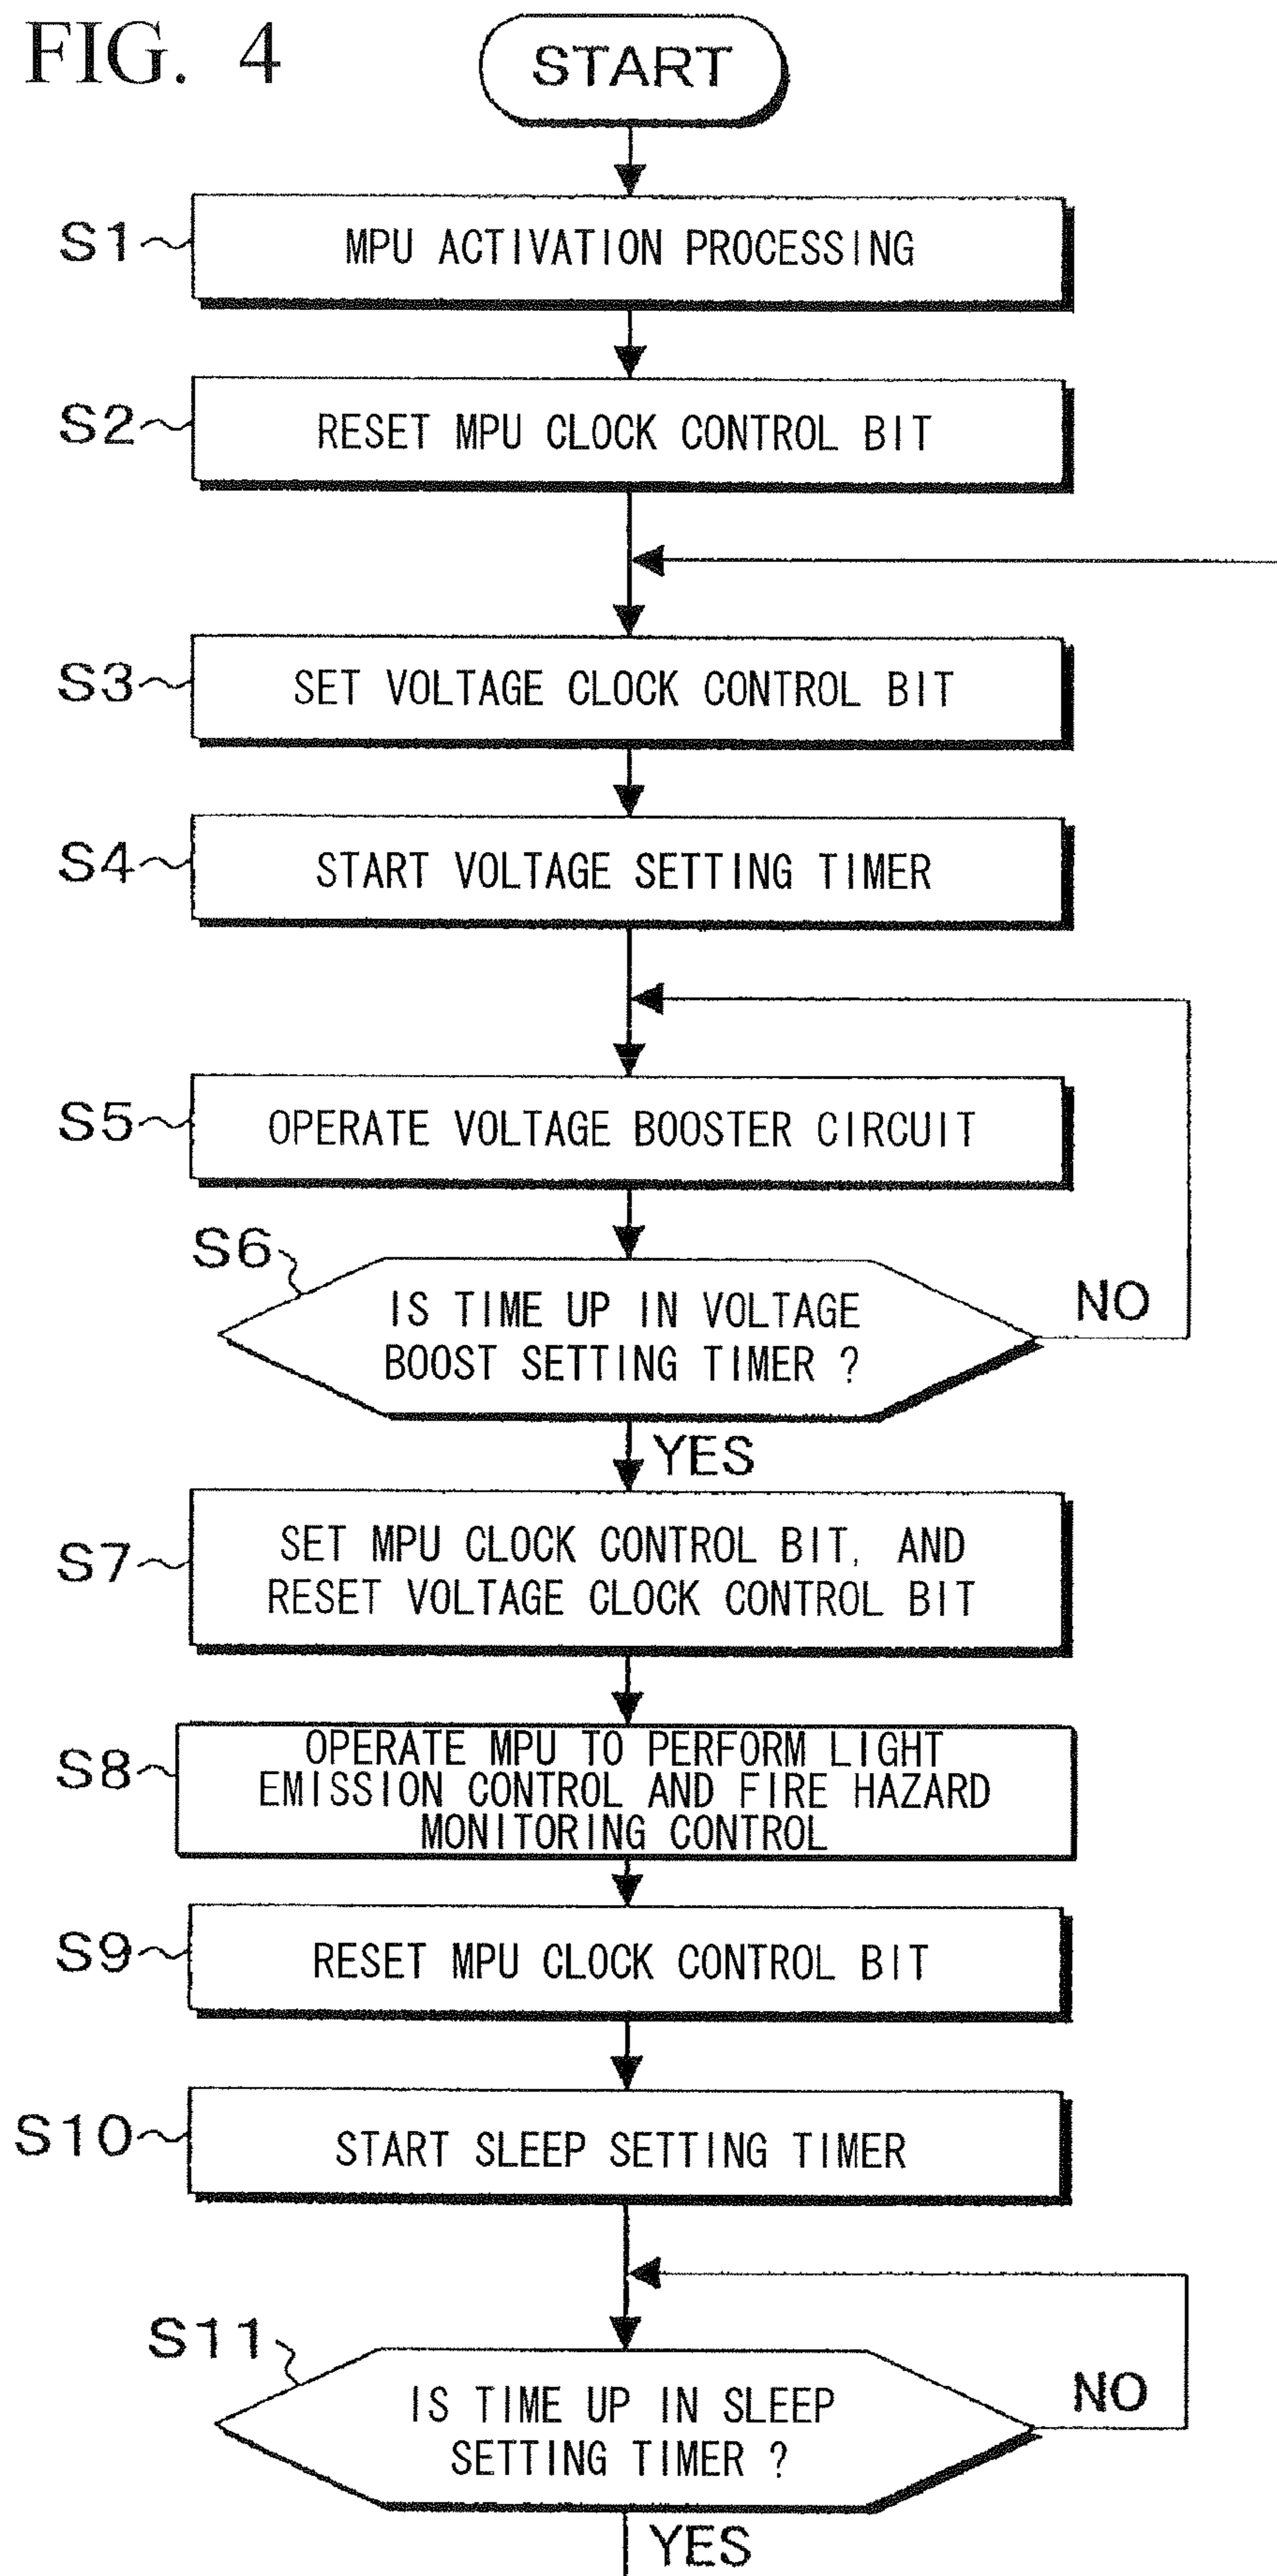 FIG. 4
START
S1
MPU ACTIVATION PROCESSING
S2
RESET MPU CLOCK CONTROL BIT
S3
SET VOLTAGE CLOCK CONTROL BIT
S4
START VOLTAGE SETTING TIMER
S5
OPERATE VOLTAGE BOOSTER CIRCUIT
S6
IS TIME UP IN VOLTAGE
BOOST SETTING TIMER ?
NO
YES
S7
SET MPU CLOCK CONTROL BIT, AND
RESET VOLTAGE CLOCK CONTROL BIT
S8
OPERATE MPU TO PERFORM LIGHT
EMISSION CONTROL AND FIRE HAZARD
MONITORING CONTROL
S9
RESET MPU CLOCK CONTROL BIT
S10
START SLEEP SETTING TIMER
S11
IS TIME UP IN SLEEP
SETTING TIMER ?
NO
YES